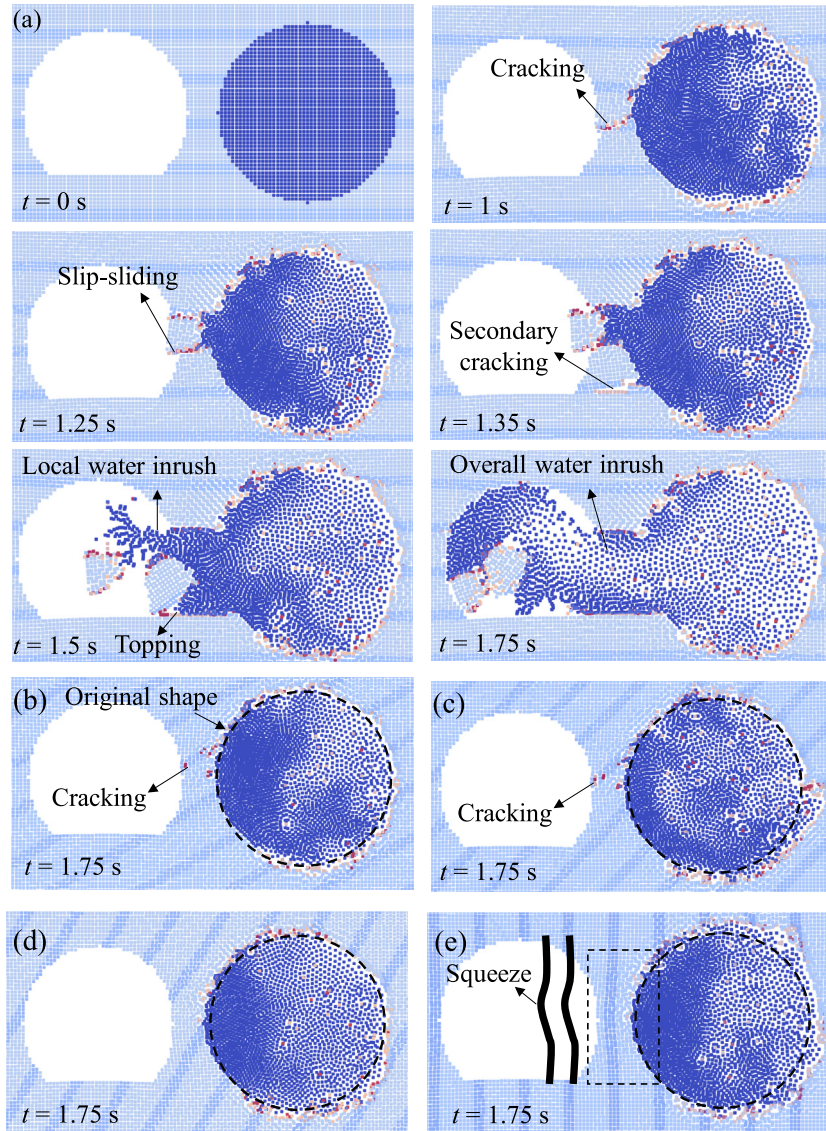 (a)
t = 0 s
Cracking
t = 1 s
Slip-sliding
t = 1.25 s
Secondary
cracking
t = 1.35 s
Local water inrush
Topping
t = 1.5 s
Overall water inrush
t = 1.75 s
(b)
Original shape
Cracking
t = 1.75 s
(c)
Cracking
t = 1.75 s
(d)
t = 1.75 s
(e)
Squeeze
t = 1.75 s